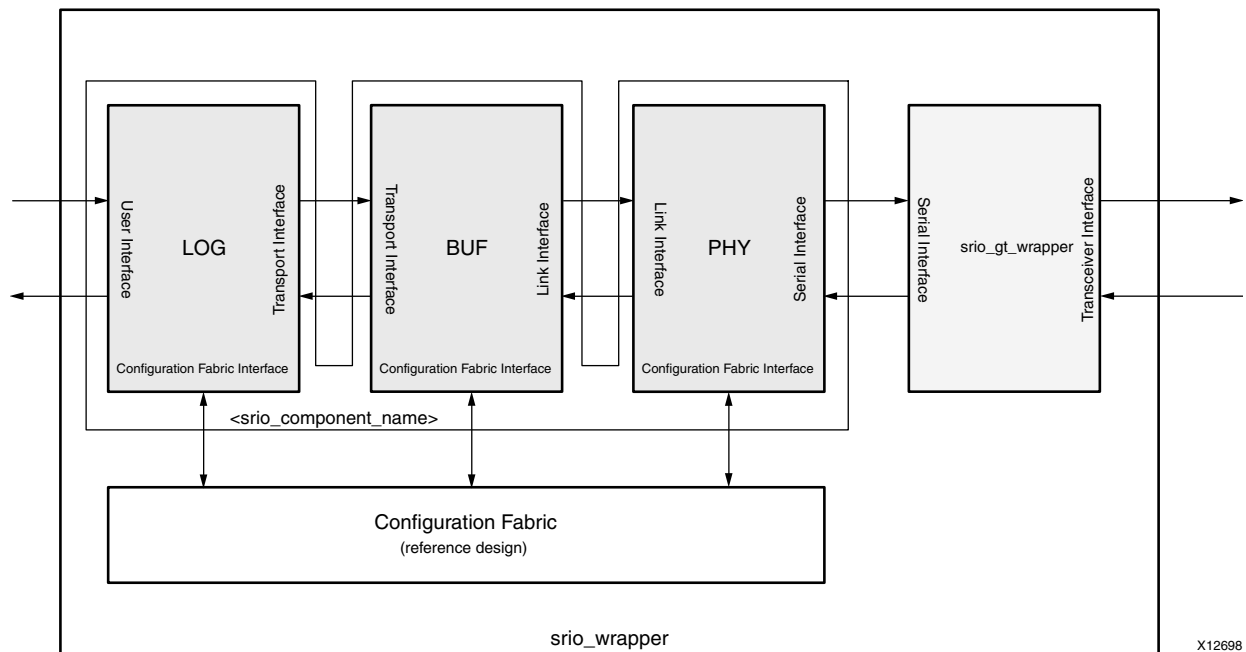 User Interface
LOG
Transport Interface
Configuration Fabric Interface
Transport Interface
BUF
Link Interface
Configuration Fabric Interface
Link Interface
PHY
Serial Interface
Configuration Fabric Interface
Serial Interface
srio_gt_wrapper
Transceiver Interface
<srio_component_name>
Configuration Fabric
(reference design)
srio_wrapper
X12698